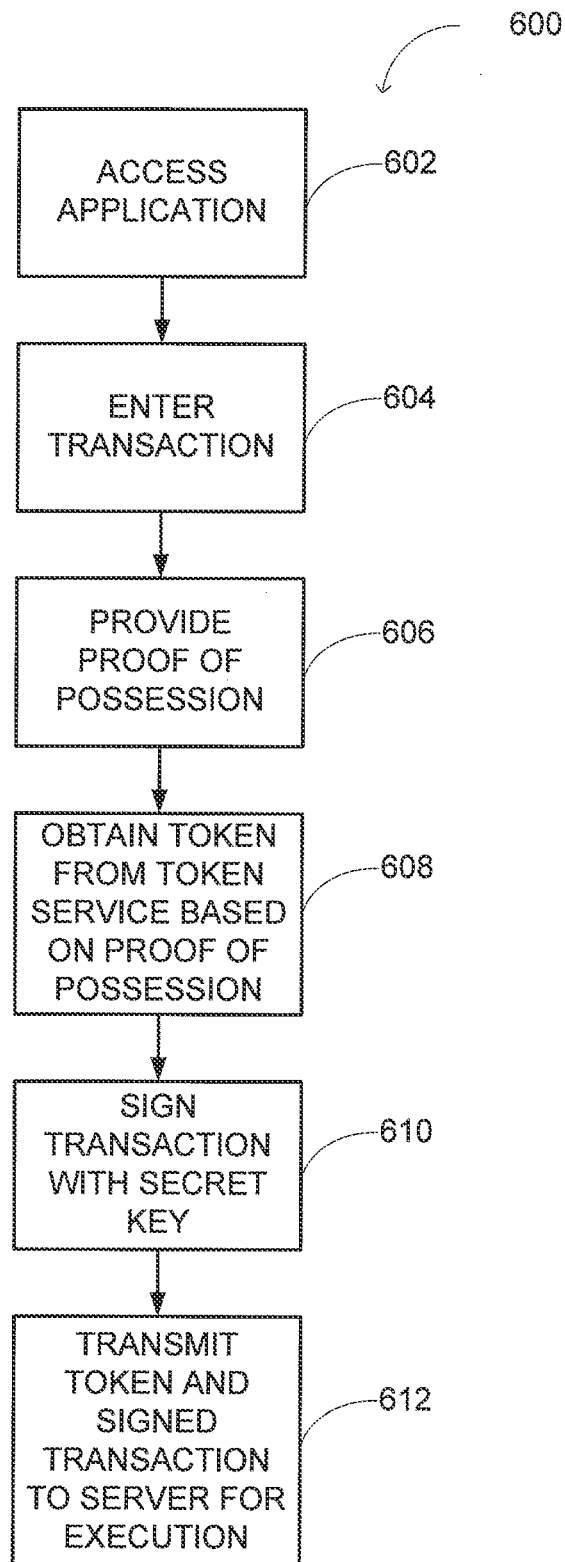 600
ACCESS
APPLICATION
602
ENTER
TRANSACTION
604
PROVIDE
PROOF OF
POSSESSION
606
OBTAIN TOKEN
FROM TOKEN
SERVICE BASED
ON PROOF OF
POSSESSION
608
SIGN
TRANSACTION
WITH SECRET
KEY
610
TRANSMIT
TOKEN AND
SIGNED
TRANSACTION
TO SERVER FOR
EXECUTION
612